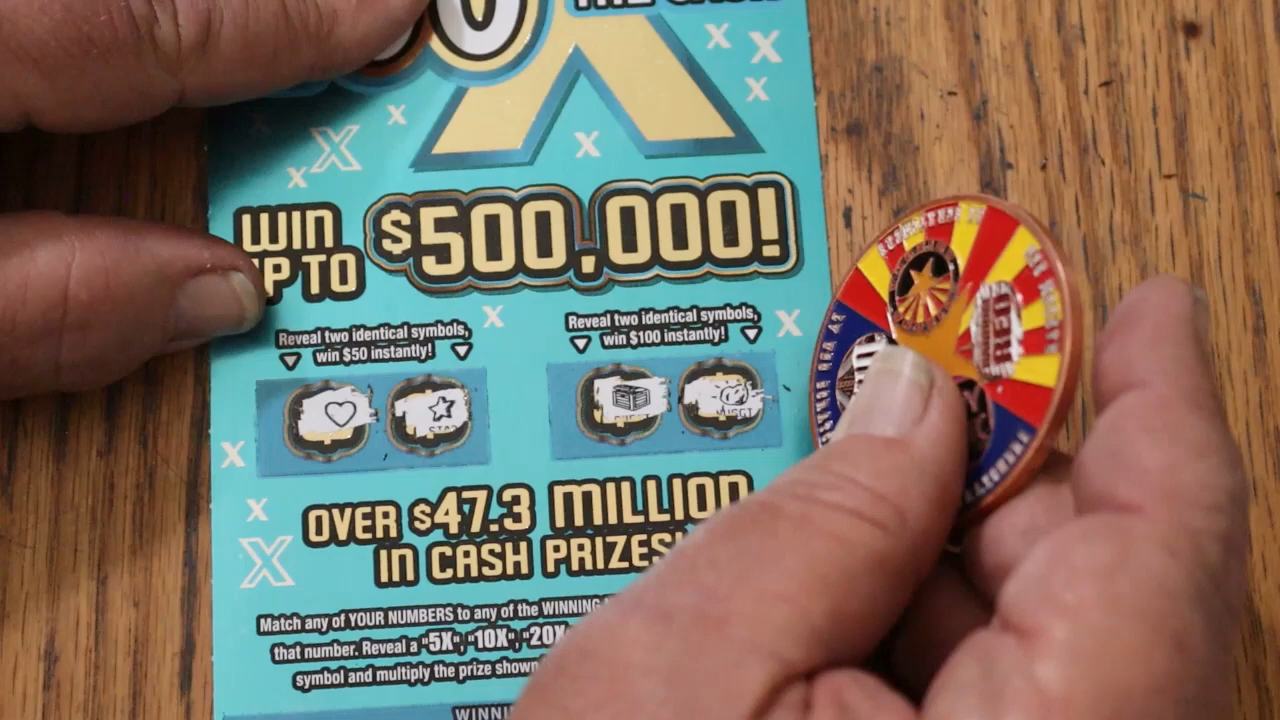 0
WIN
UP TO
$500,000!
Reveal two identical symbols,
win $50 instantly!
Reveal two identical symbols,
win $100 instantly!
STAR
OVER $47.3 MILLION
IN CASH PRIZES!
Match any of YOUR NUMBERS to any of the WINNING
that number. Reveal a "5X", "10X", "20X
symbol and multiply the prize shown